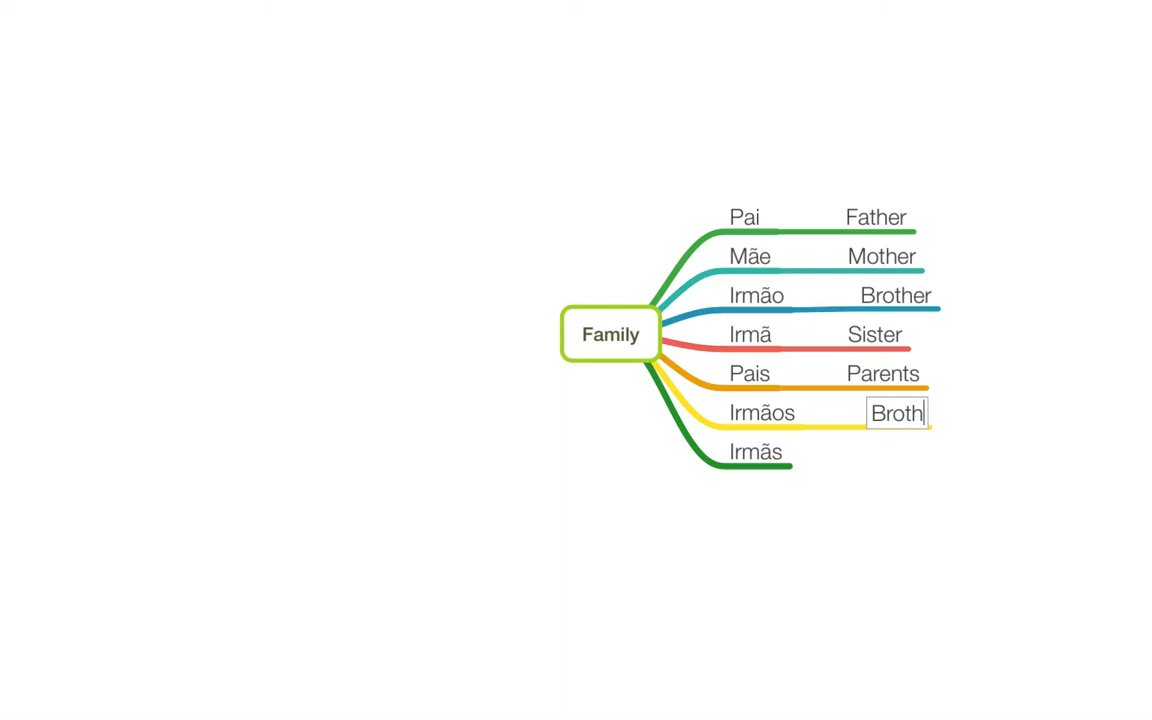 Pai Father
Mãe Mother
Irmão Brother
Family
Irmã Sister
Pais Parents
Irmãos Broth
Irmãs